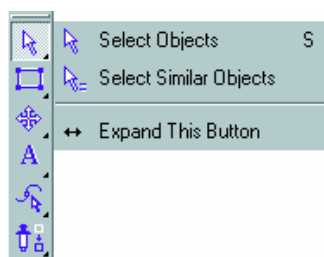 Select Objects S
Select Similar Objects
Expand This Button
A